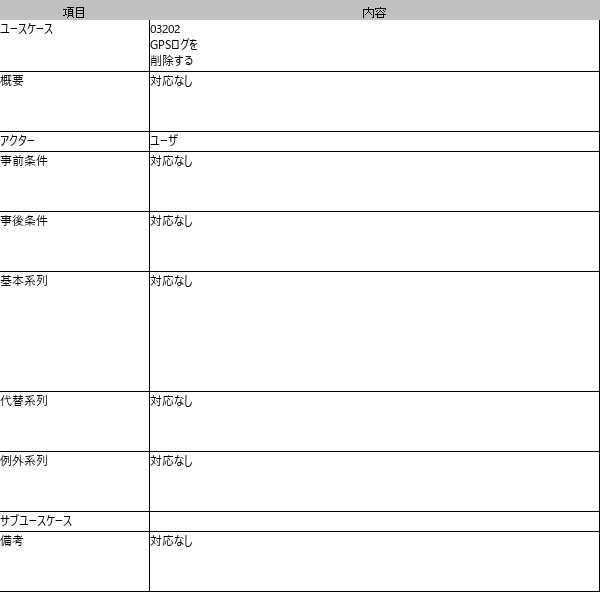 項目 内容
ユースケース 03202
GPSログを
削除する
概要 対応なし
アクター ユーザ
事前条件 対応なし
事後条件 対応なし
基本系列 対応なし
代替系列 対応なし
例外系列 対応なし
サブユースケース
備考 対応なし